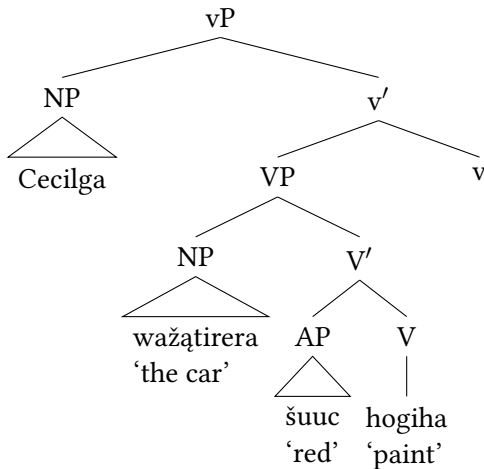 vP
NP v′
Cecilga VP v
NP V′
wažątirera AP V
‘the car’
šuuc hogiha
‘red’ ‘paint’